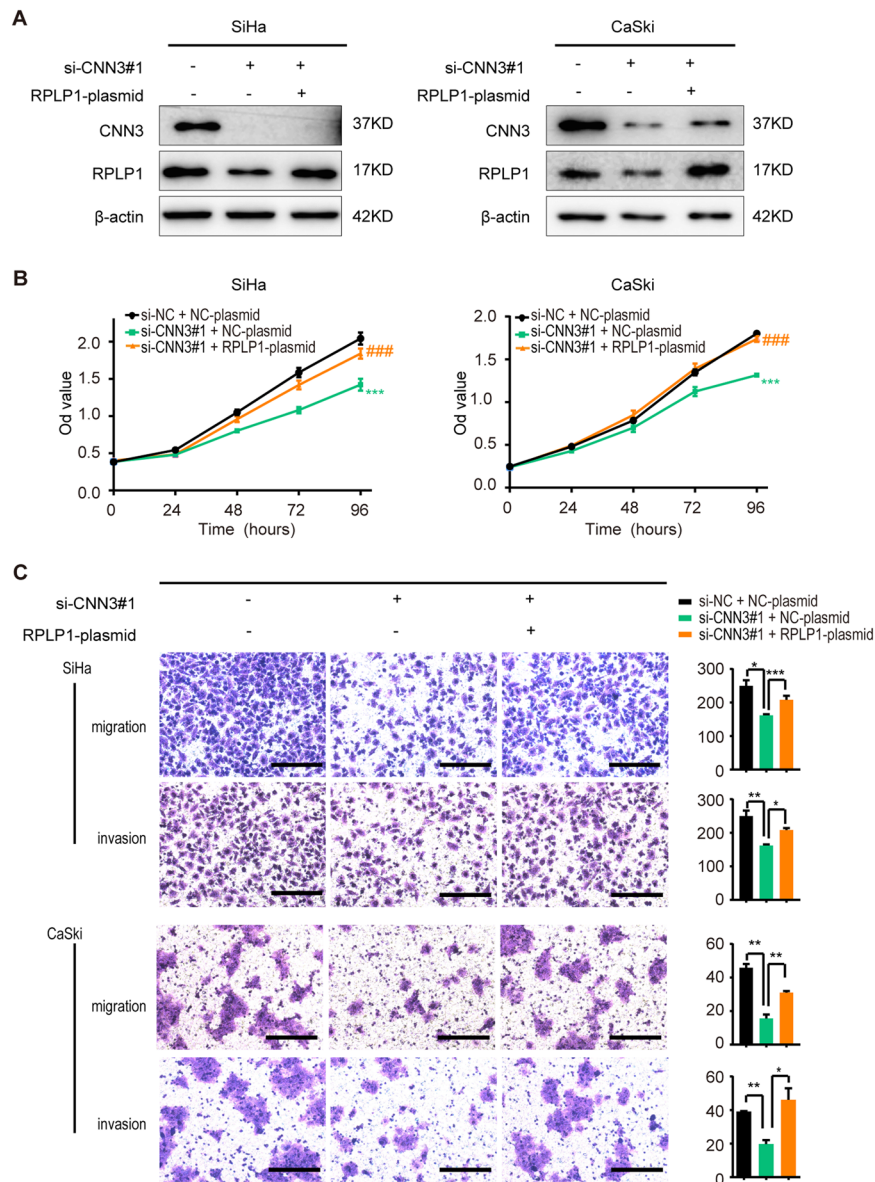 A
SiHa
si-CNN3#1 - + +
RPLP1-plasmid - - +
CNN3 37KD
RPLP1 17KD
β-actin 42KD
CaSki
si-CNN3#1 - + +
RPLP1-plasmid - - +
CNN3 37KD
RPLP1 17KD
β-actin 42KD
B
SiHa
si-NC + NC-plasmid
si-CNN3#1 + NC-plasmid
si-CNN3#1 + RPLP1-plasmid
###
***
Od value
2.0
1.5
1.0
0.5
0.0
0 24 48 72 96
Time (hours)
CaSki
si-NC + NC-plasmid
si-CNN3#1 + NC-plasmid
si-CNN3#1 + RPLP1-plasmid
###
***
Od value
2.0
1.5
1.0
0.5
0.0
0 24 48 72 96
Time (hours)
C
si-CNN3#1 - + +
RPLP1-plasmid - - +
si-NC + NC-plasmid
si-CNN3#1 + NC-plasmid
si-CNN3#1 + RPLP1-plasmid
SiHa
migration
300
200
100
0
* ***
invasion
300
200
100
0
** *
CaSki
migration
60
40
20
0
** **
invasion
60
40
20
0
** *